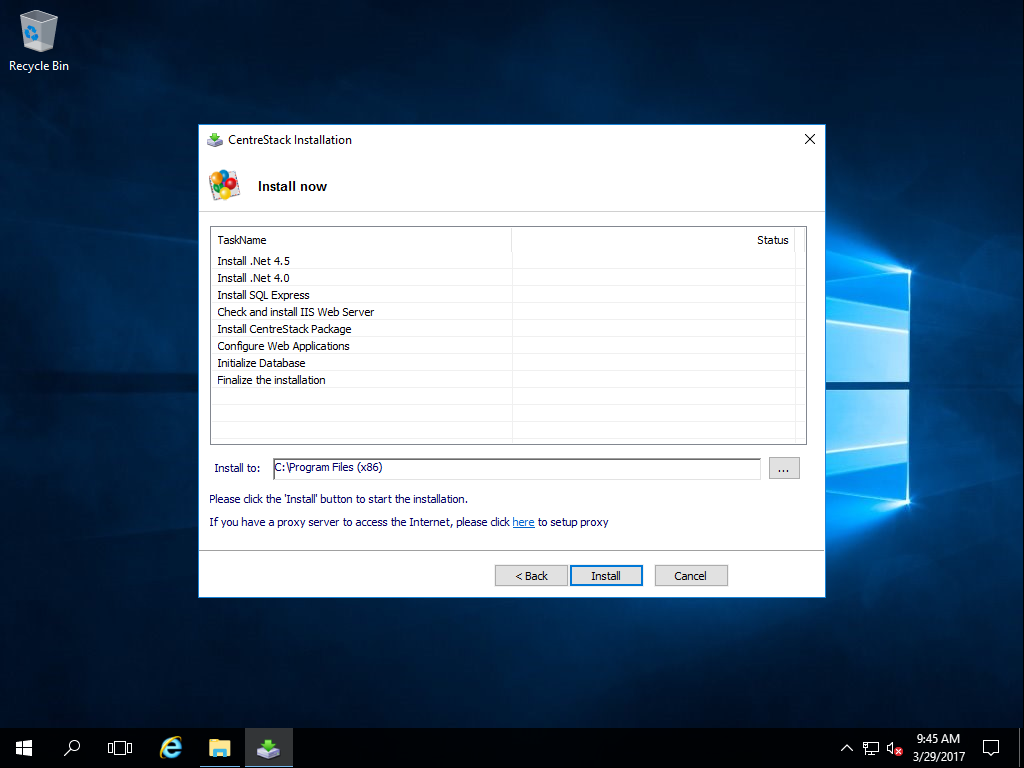 Recycle Bin
CentreStack Installation
Install now
TaskName Status
Install .Net 4.5
Install .Net 4.0
Install SQL Express
Check and install IIS Web Server
Install CentreStack Package
Configure Web Applications
Initialize Database
Finalize the installation
Install to: C:\Program Files (x86) ...
Please click the 'Install' button to start the installation.
If you have a proxy server to access the Internet, please click here to setup proxy
< Back Install Cancel
9:45 AM
3/29/2017